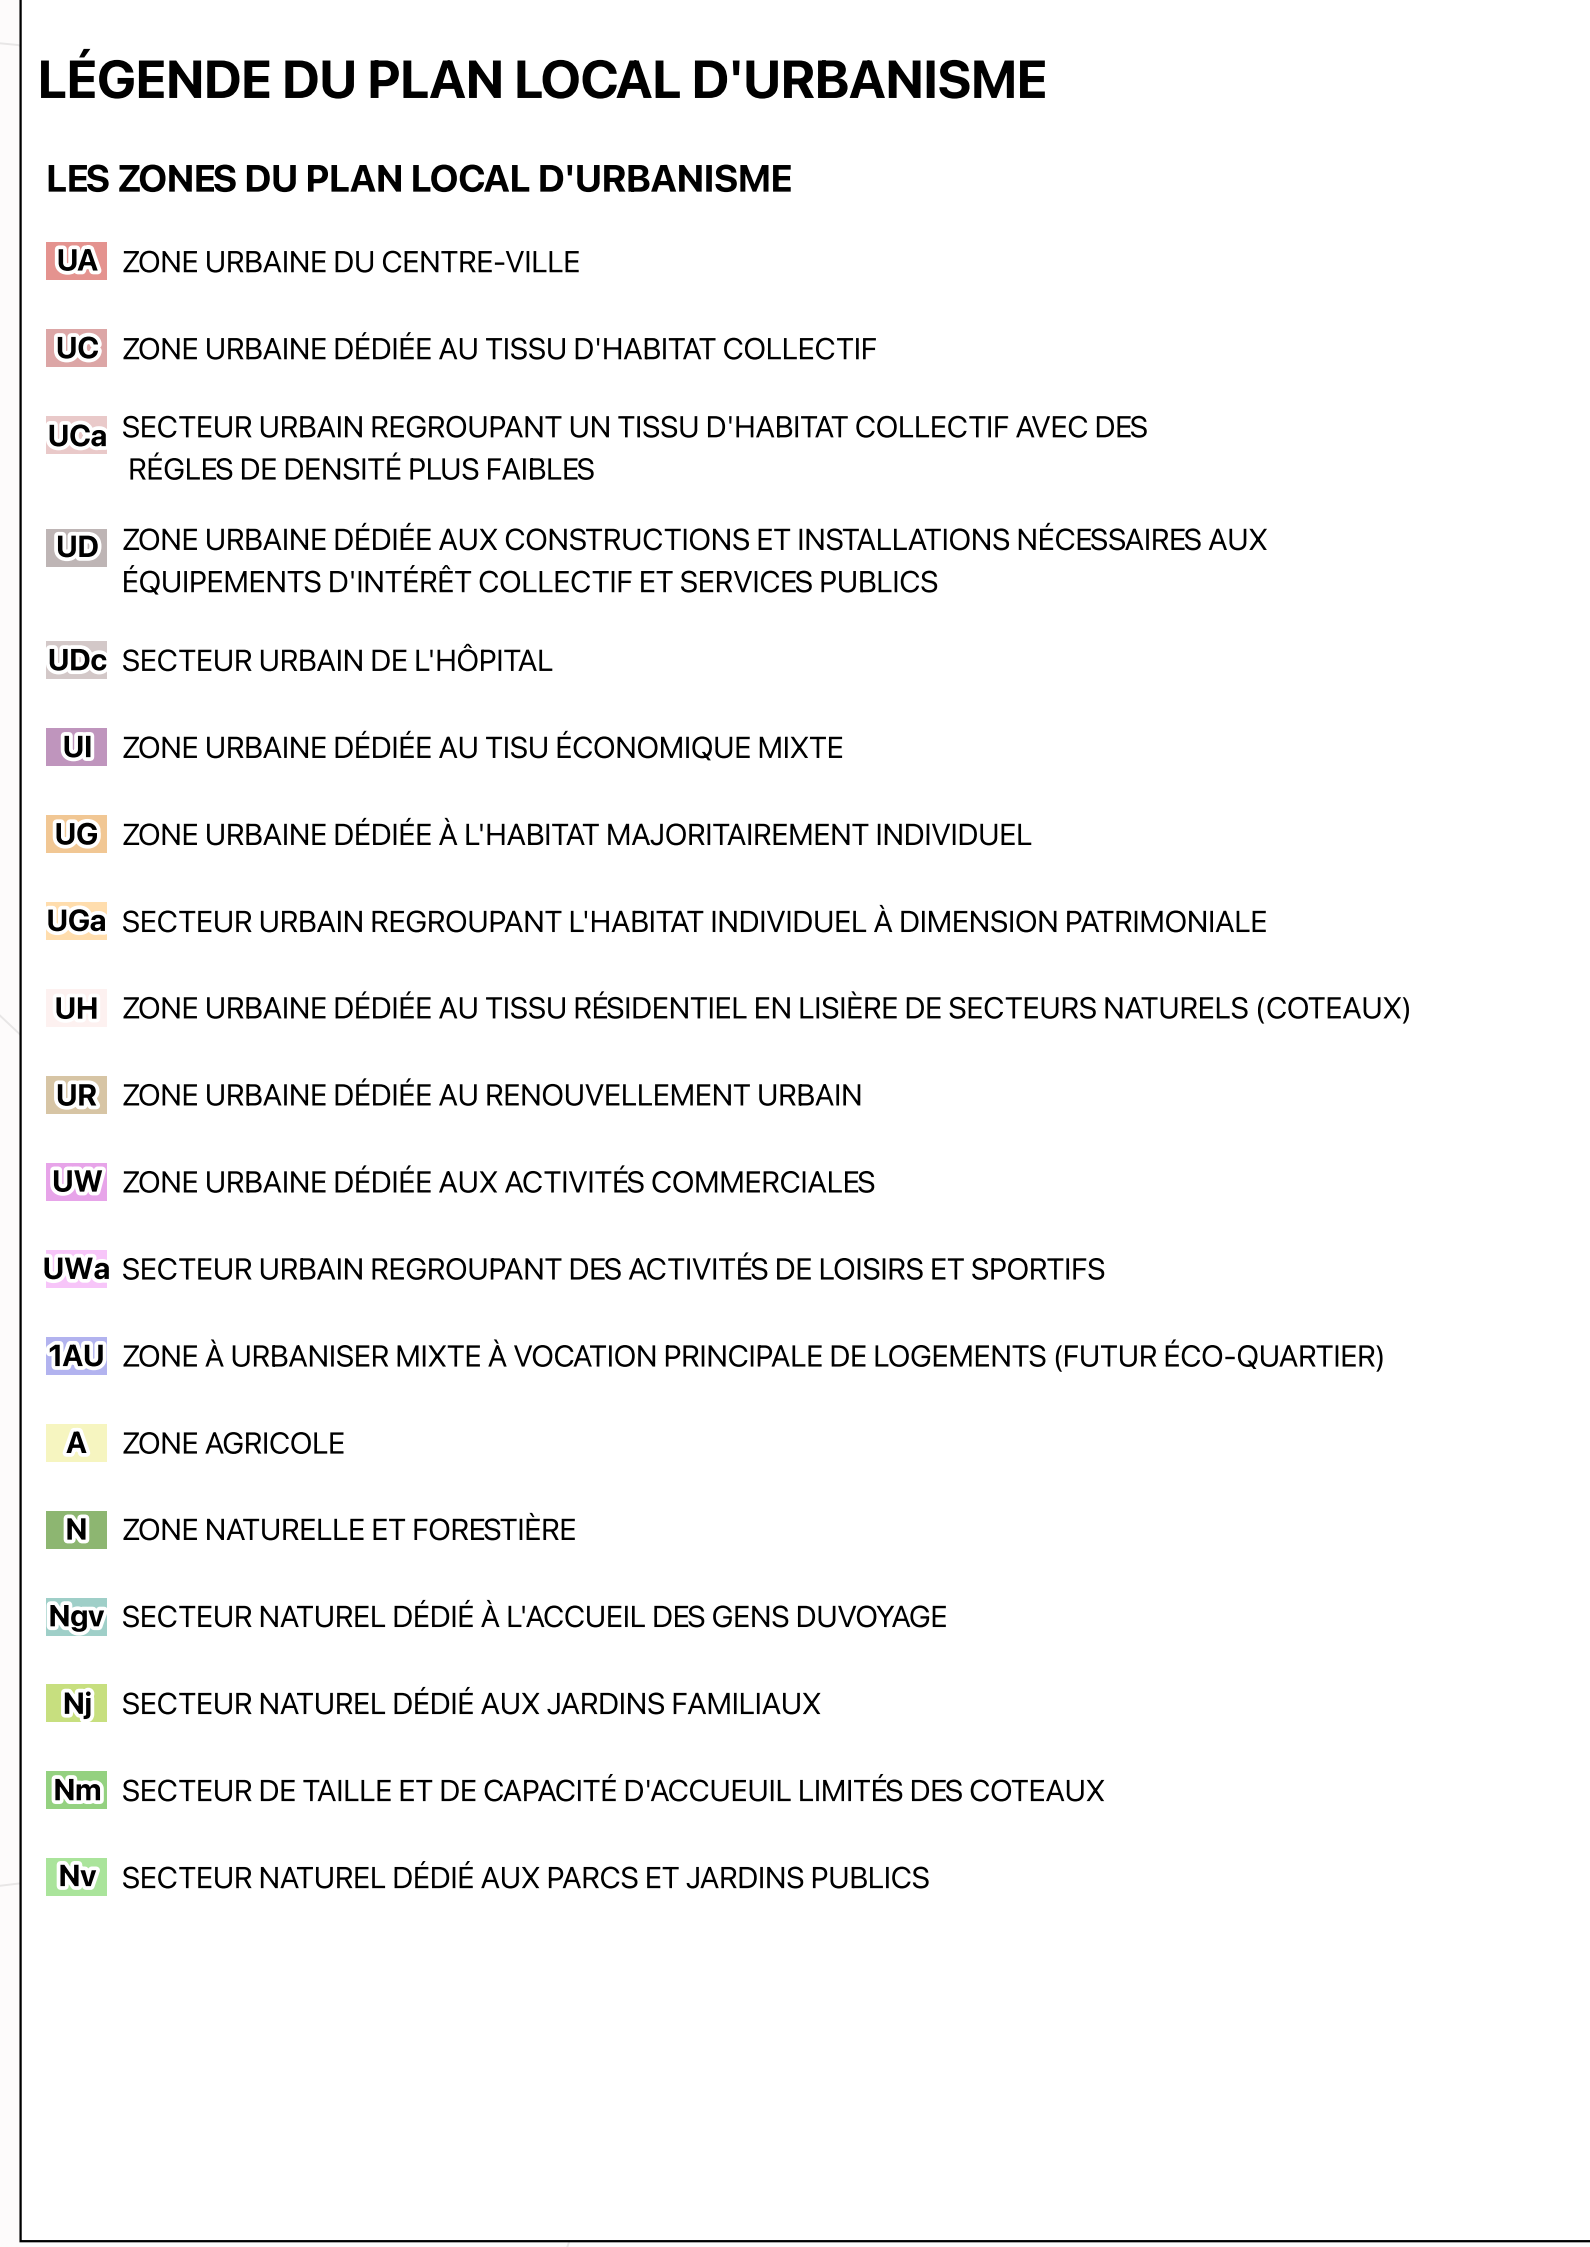 LÉGENDE DU PLAN LOCAL D'URBANISME
LES ZONES DU PLAN LOCAL D'URBANISME
UA ZONE URBAINE DU CENTRE-VILLE
UC ZONE URBAINE DÉDIÉE AU TISSU D'HABITAT COLLECTIF
UCa SECTEUR URBAIN REGROUPANT UN TISSU D'HABITAT COLLECTIF AVEC DES
RÉGLES DE DENSITÉ PLUS FAIBLES
UD ZONE URBAINE DÉDIÉE AUX CONSTRUCTIONS ET INSTALLATIONS NÉCESSAIRES AUX
ÉQUIPEMENTS D'INTÉRÊT COLLECTIF ET SERVICES PUBLICS
UDc SECTEUR URBAIN DE L'HÔPITAL
UI ZONE URBAINE DÉDIÉE AU TISU ÉCONOMIQUE MIXTE
UG ZONE URBAINE DÉDIÉE À L'HABITAT MAJORITAIREMENT INDIVIDUEL
UGa SECTEUR URBAIN REGROUPANT L'HABITAT INDIVIDUEL À DIMENSION PATRIMONIALE
UH ZONE URBAINE DÉDIÉE AU TISSU RÉSIDENTIEL EN LISIÈRE DE SECTEURS NATURELS (COTEAUX)
UR ZONE URBAINE DÉDIÉE AU RENOUVELLEMENT URBAIN
UW ZONE URBAINE DÉDIÉE AUX ACTIVITÉS COMMERCIALES
UWa SECTEUR URBAIN REGROUPANT DES ACTIVITÉS DE LOISIRS ET SPORTIFS
1AU ZONE À URBANISER MIXTE À VOCATION PRINCIPALE DE LOGEMENTS (FUTUR ÉCO-QUARTIER)
A ZONE AGRICOLE
N ZONE NATURELLE ET FORESTIÈRE
Ngv SECTEUR NATUREL DÉDIÉ À L'ACCUEIL DES GENS DUVOYAGE
Nj SECTEUR NATUREL DÉDIÉ AUX JARDINS FAMILIAUX
Nm SECTEUR DE TAILLE ET DE CAPACITÉ D'ACCUEUIL LIMITÉS DES COTEAUX
Nv SECTEUR NATUREL DÉDIÉ AUX PARCS ET JARDINS PUBLICS